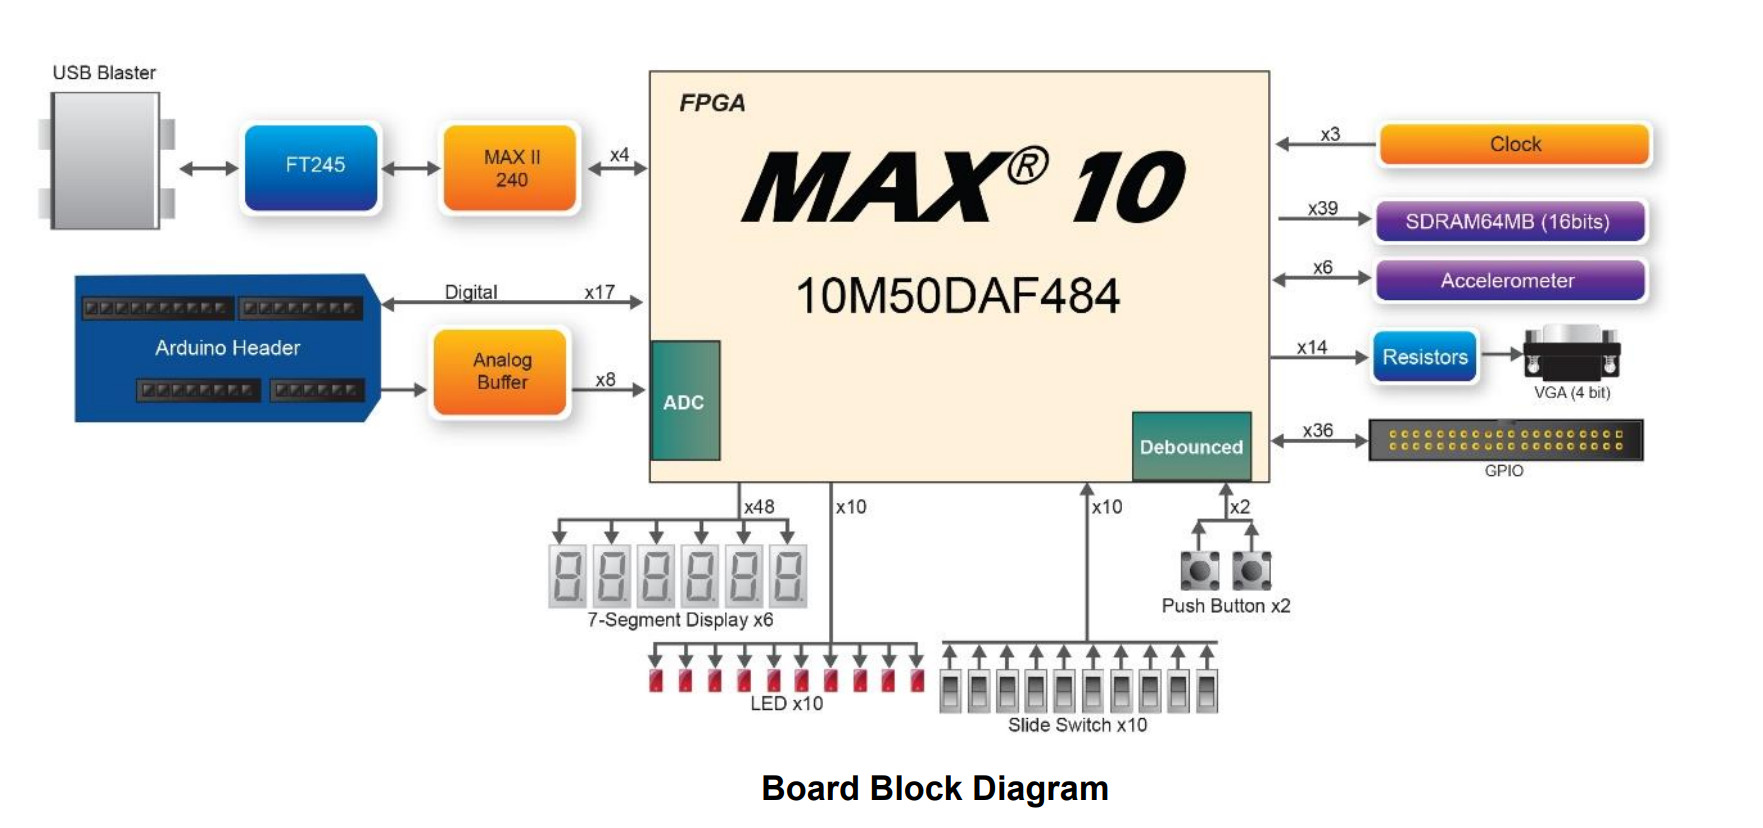 USB Blaster
FT245
MAX II
240
x4
FPGA
MAX® 10
10M50DAF484
x3
Clock
x39
SDRAM64MB (16bits)
x6
Accelerometer
x14
Resistors
VGA (4 bit)
x36
GPIO
Digital
x17
Arduino Header
Analog
Buffer
x8
ADC
Debounced
x48
x10
x10
x2
7-Segment Display x6
Push Button x2
LED x10
Slide Switch x10
Board Block Diagram